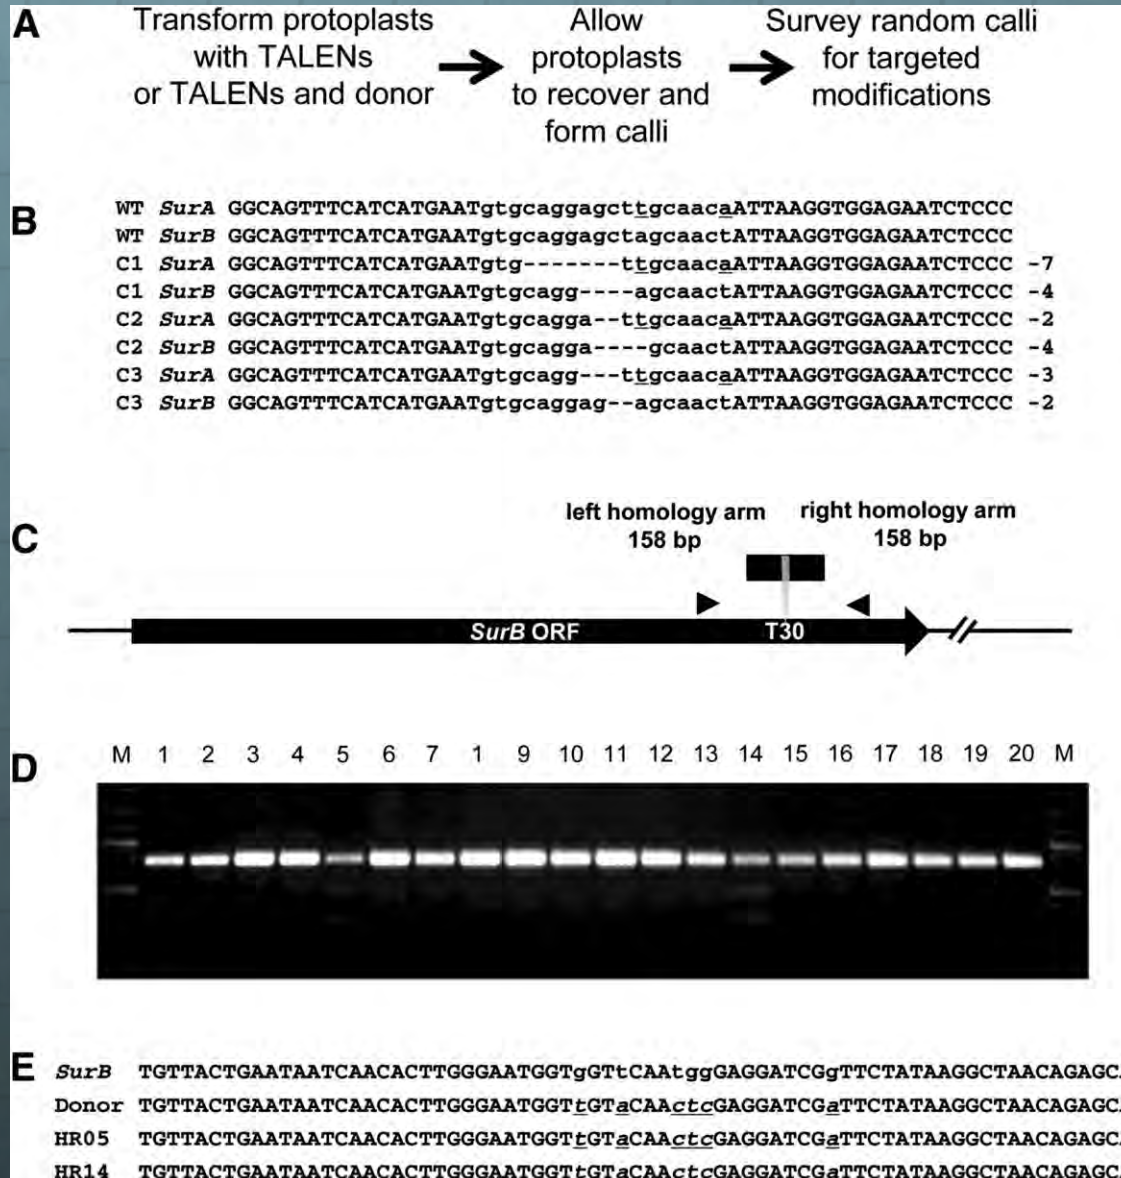 A
Transform protoplasts with TALENs or TALENs and donor
Allow protoplasts to recover and form calli
Survey random calli for targeted modifications
B
WT SurA GGCAGTTTCATCATGAATgtgcaggagcttgcaacaATTAAGGTGGAGAATCTCCC
WT SurB GGCAGTTTCATCATGAATgtgcaggagctagcaactATTAAGGTGGAGAATCTCCC
C1 SurA GGCAGTTTCATCATGAATgtg-------ttgcaacaATTAAGGTGGAGAATCTCCC -7
C1 SurB GGCAGTTTCATCATGAATgtgcagg----agcaactATTAAGGTGGAGAATCTCCC -4
C2 SurA GGCAGTTTCATCATGAATgtgcagga--ttgcaacaATTAAGGTGGAGAATCTCCC -2
C2 SurB GGCAGTTTCATCATGAATgtgcagga----gcaactATTAAGGTGGAGAATCTCCC -4
C3 SurA GGCAGTTTCATCATGAATgtgcagg---ttgcaacaATTAAGGTGGAGAATCTCCC -3
C3 SurB GGCAGTTTCATCATGAATgtgcaggag--agcaactATTAAGGTGGAGAATCTCCC -2
C
left homology arm
158 bp
right homology arm
158 bp
SurB ORF
T30
D
M 1 2 3 4 5 6 7 1 9 10 11 12 13 14 15 16 17 18 19 20 M
E
SurB TGTTACTGAATAATCAACACTTGGGAATGGTgGTtCAAtggGAGGATCGgTTCTATAAGGCTAACAGAGC
Donor TGTTACTGAATAATCAACACTTGGGAATGGTtGTaCAActcGAGGATCGaTTCTATAAGGCTAACAGAGC
HR05 TGTTACTGAATAATCAACACTTGGGAATGGTtGTaCAActcGAGGATCGaTTCTATAAGGCTAACAGAGC
HR14 TGTTACTGAATAATCAACACTTGGGAATGGTtGTaCAActcGAGGATCGaTTCTATAAGGCTAACAGAGC